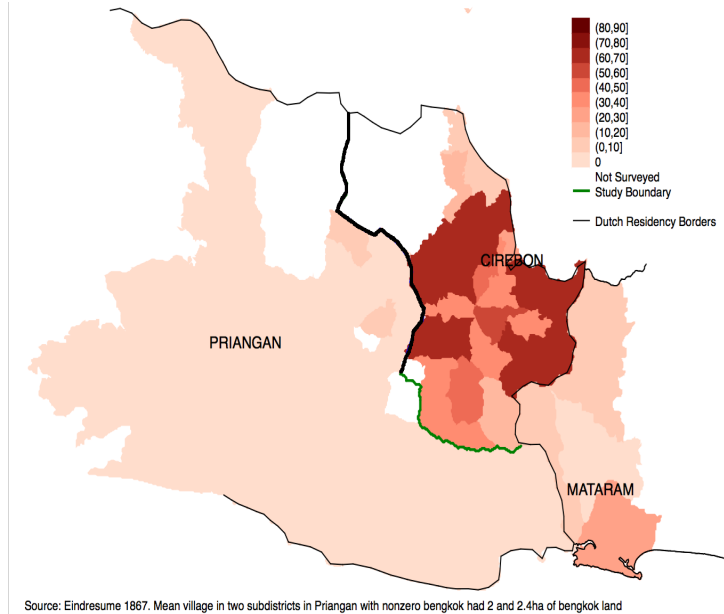 (80,90]
(70,80]
(60,70]
(50,60]
(40,50]
(30,40]
(20,30]
(10,20]
(0,10]
0
Not Surveyed
Study Boundary
Dutch Residency Borders
CIREBON
PRIANGAN
MATARAM
Source: Eindresume 1867. Mean village in two subdistricts in Priangan with nonzero bengkok had 2 and 2.4ha of bengkok land